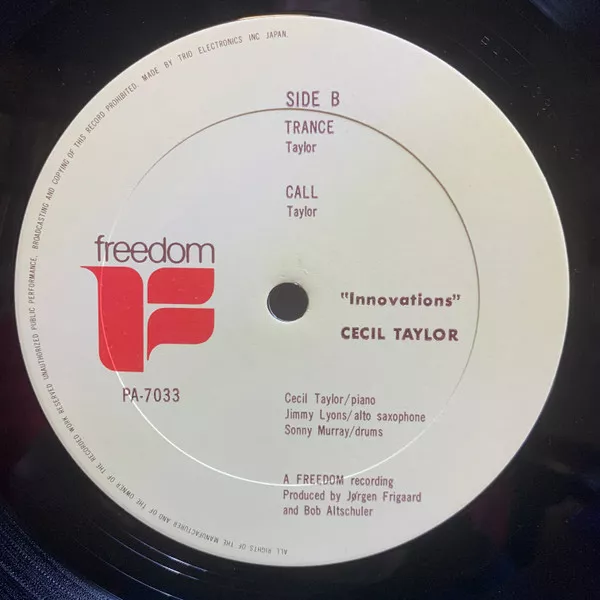 ALL RIGHTS OF THE MANUFACTURER AND OF THE OWNER OF THE RECORDED WORK RESERVED UNAUTHORIZED PUBLIC PERFORMANCE, BROADCASTING AND COPYING OF THIS RECORD PROHIBITED. MADE BY TRIO ELECTRONICS INC JAPAN.
SIDE B
TRANCE
Taylor
CALL
Taylor
freedom
"Innovations"
CECIL TAYLOR
PA-7033
Cecil Taylor/piano
Jimmy Lyons/alto saxophone
Sonny Murray/drums
A FREEDOM recording
Produced by Jørgen Frigaard
and Bob Altschuler